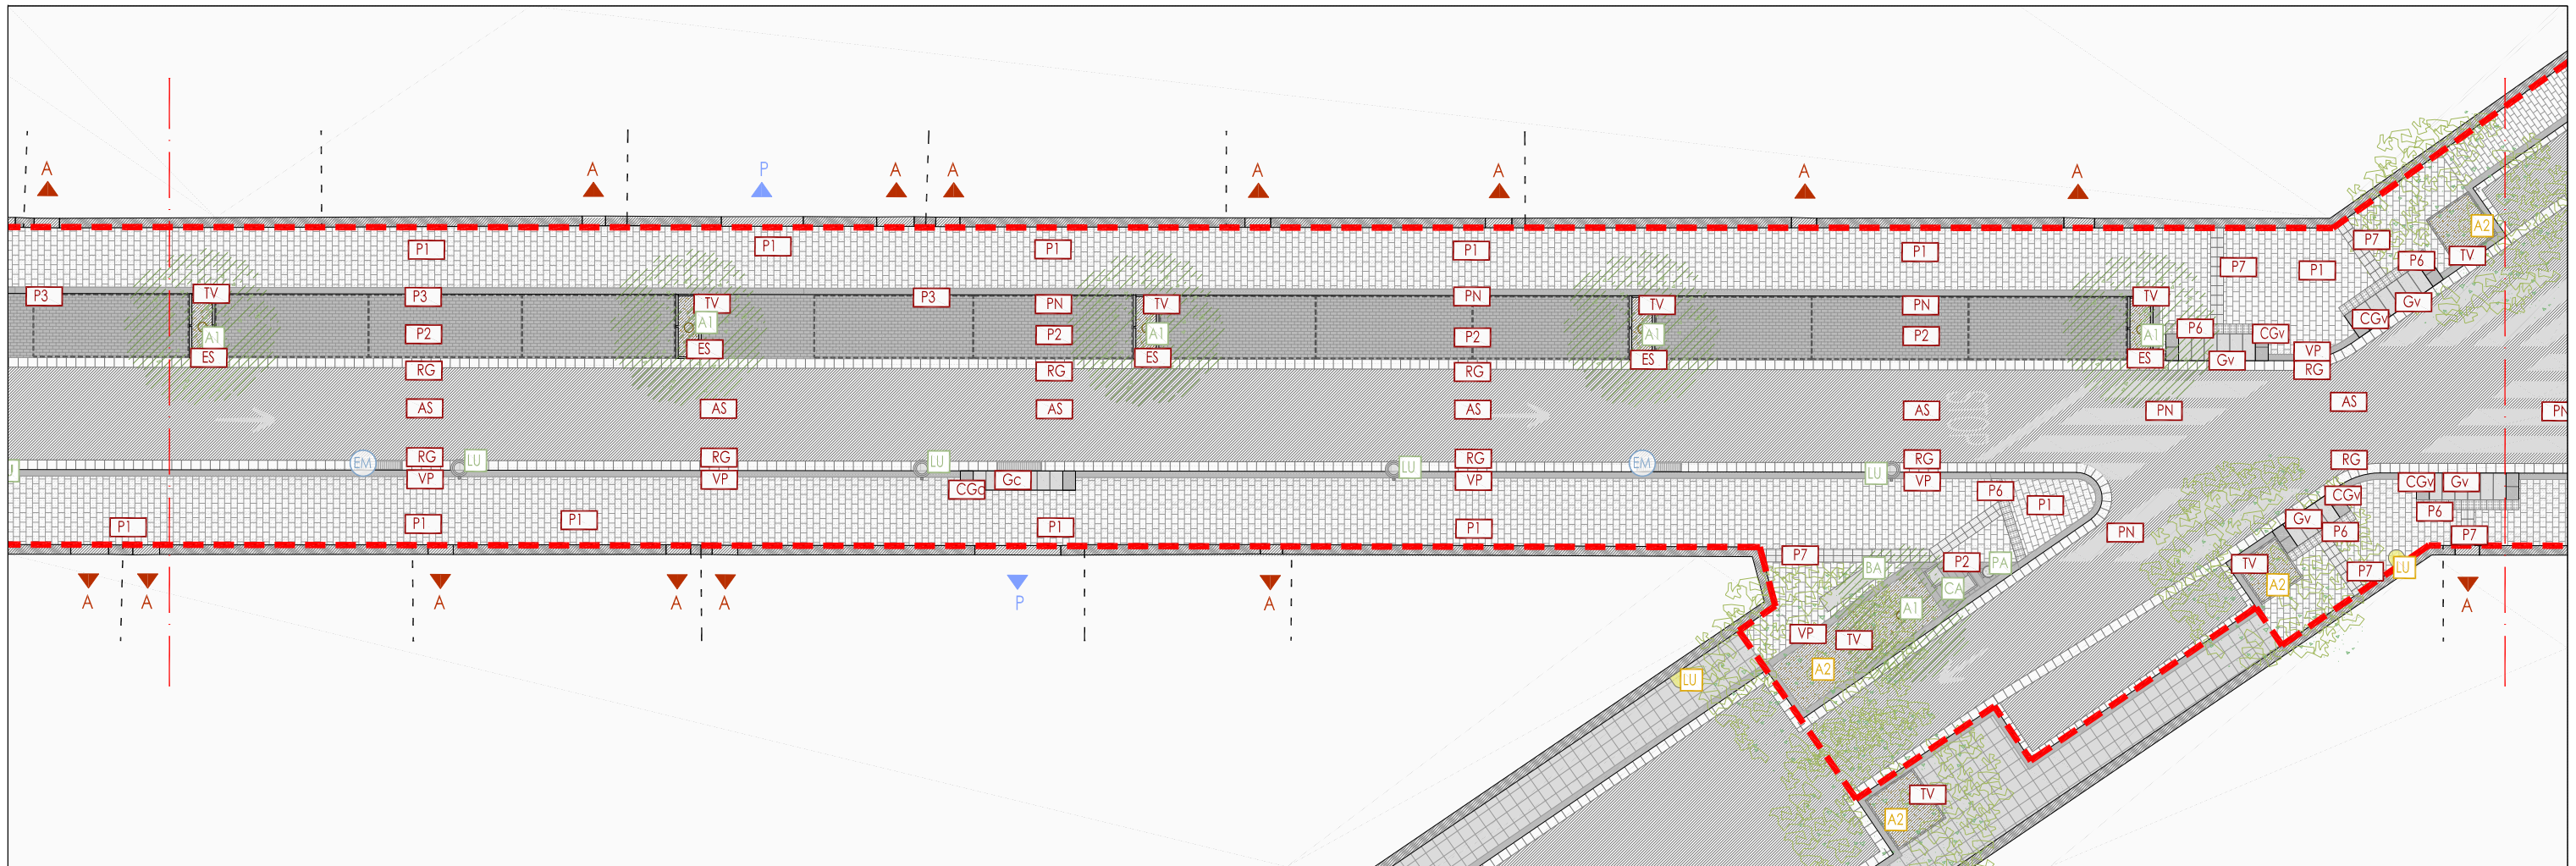 A A P A A A A A A
P1 P1 P1 P1 P1 P7 P1 P7 P6 TV A2
P3 TV P3 TV P3 PN TV PN TV PN TV
Gv CGv
A1 P2 A1 P2 A1 P2 A1 P2 A1 P6 CGv
ES ES ES ES ES Gv VP
RG RG RG RG
AS AS AS AS AS PN AS PN
STOP
EM RG LU RG LU LU RG EM LU RG RG
VP VP CGc Gc VP VP P6 P1 CGv CGv Gv
P1 P1 P1 P1 P1 PN Gv P6 P6 P7
P7 BA P2 PA TV A2 P7 LU
A A A A A P A CA A1 A
VP TV
LU A2
TV
A2